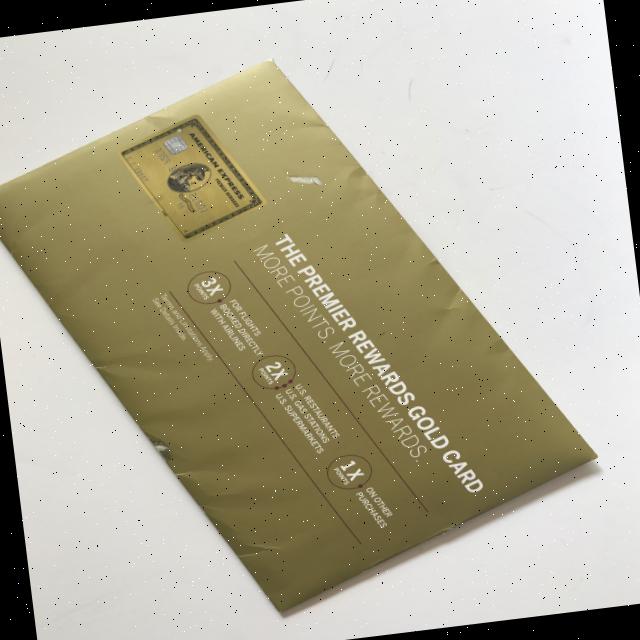 AMERICAN EXPRESS
THE PREMIER REWARDS GOLD CARD
MORE POINTS. MORE REWARDS.
3X
FOR FLIGHTS
BOOKED DIRECTLY
WITH AIRLINES
2X
U.S. RESTAURANTS
U.S. GAS STATIONS
U.S. SUPERMARKETS
1X
ON OTHER
PURCHASES